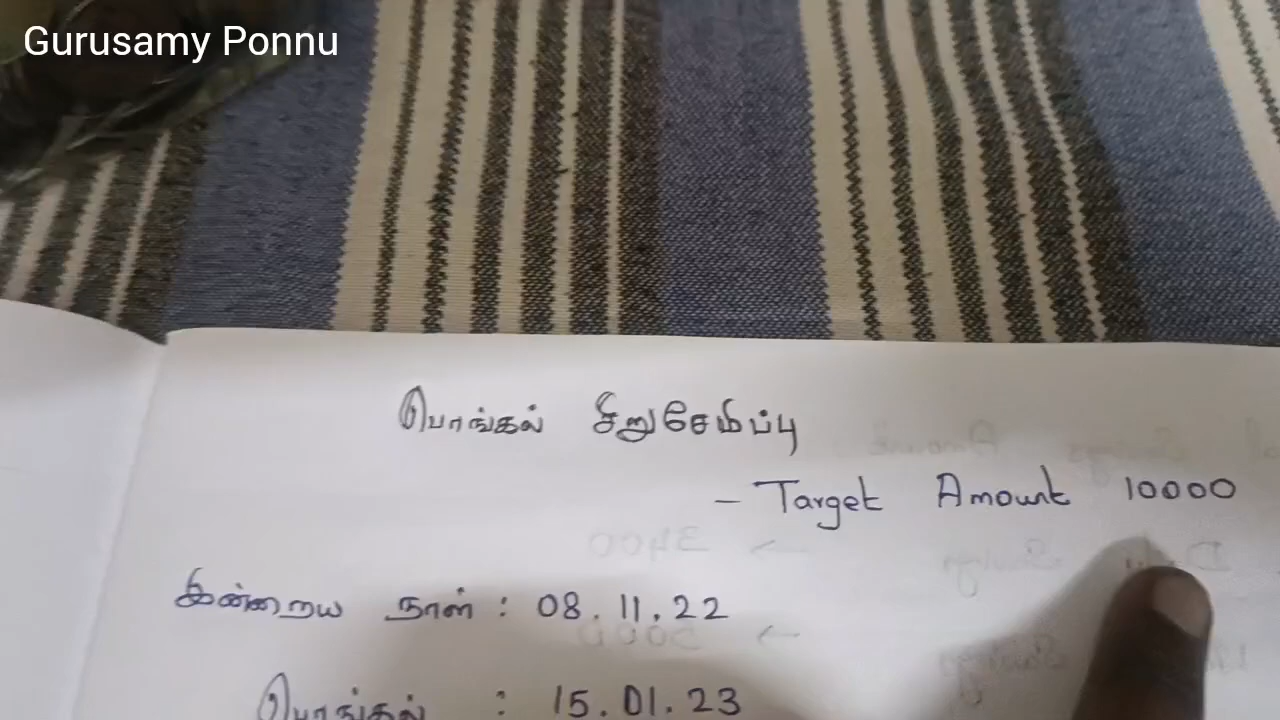 Gurusamy Ponnu
பொங்கல் சிறுசேமிப்பு
- Target Amount 10000
இன்றைய நாள் : 08.11.22
பொங்கல் : 15.01.23